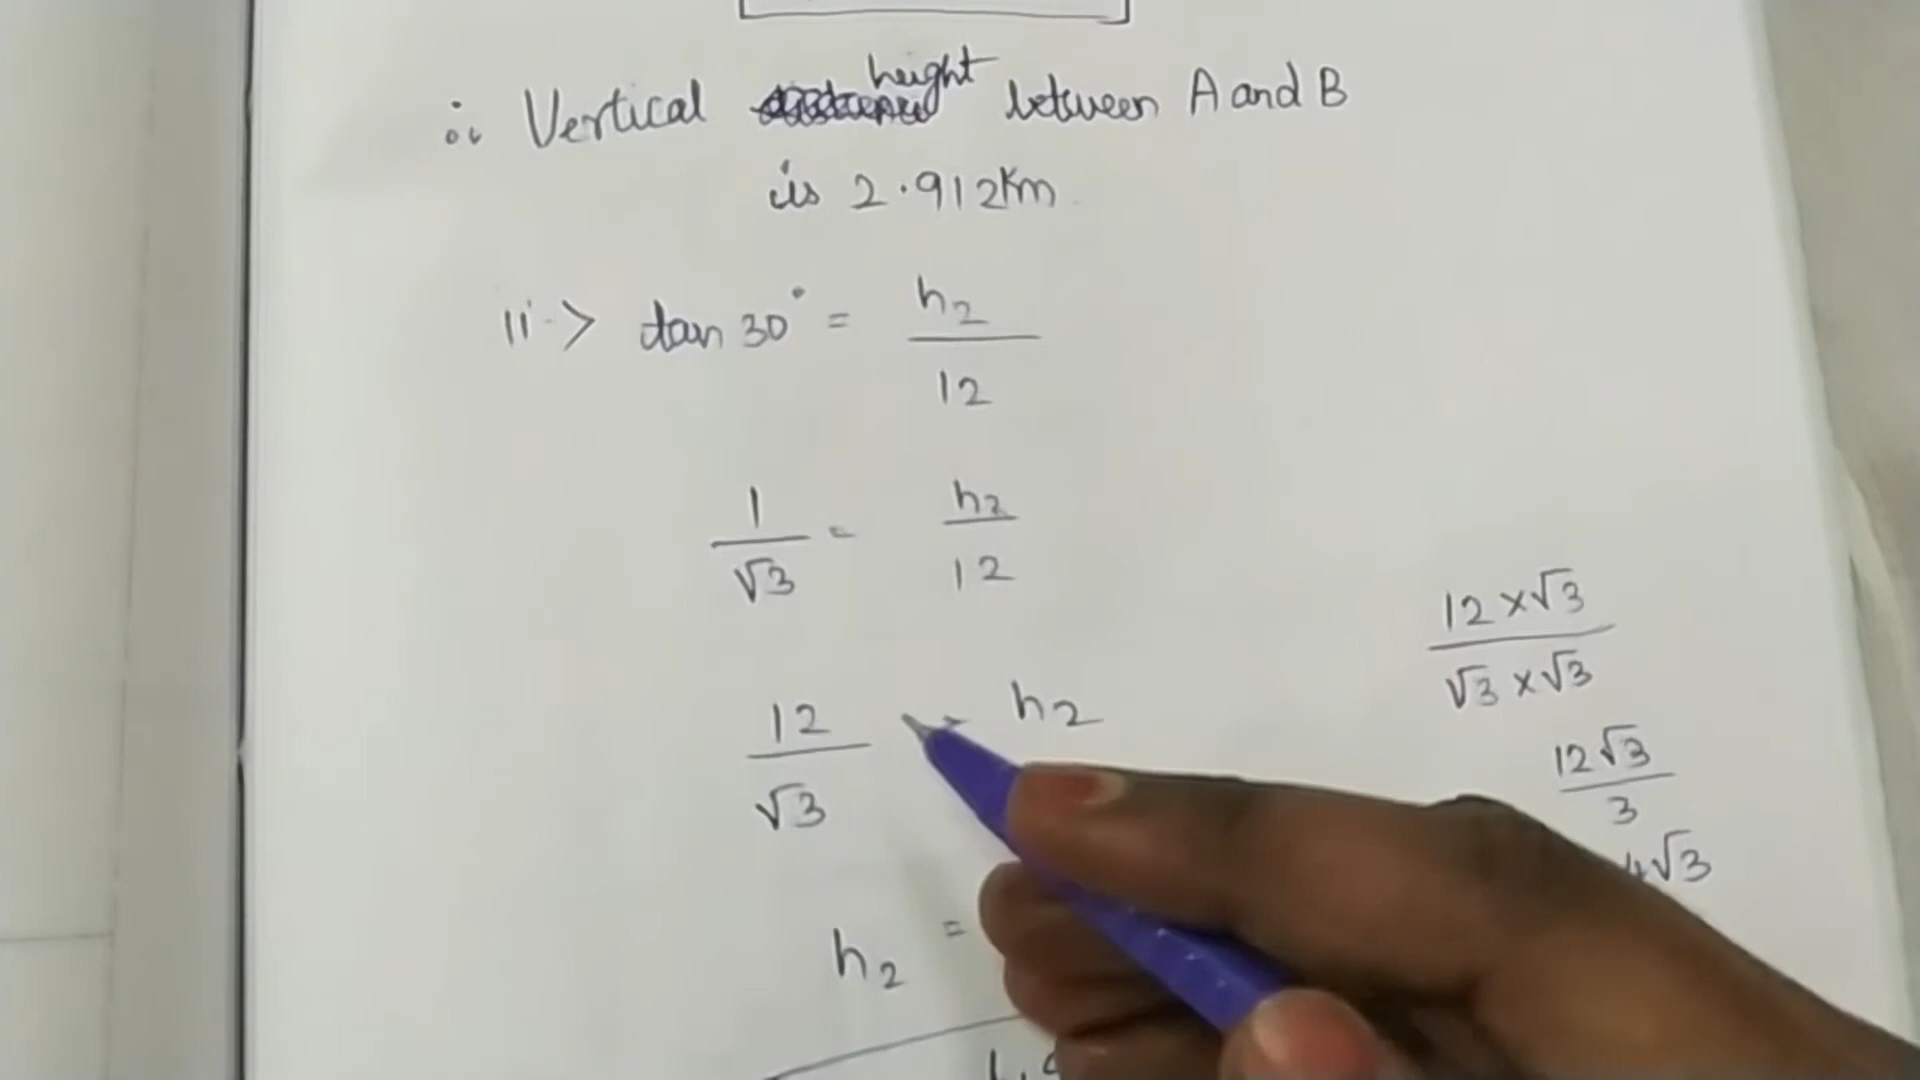 ∴ Vertical height between A and B
is 2.912km
ii> tan 30° = h₂/12
1/√3 = h₂/12
12/√3 = h₂
h₂ =
12×√3/√3×√3
12√3/3
4√3